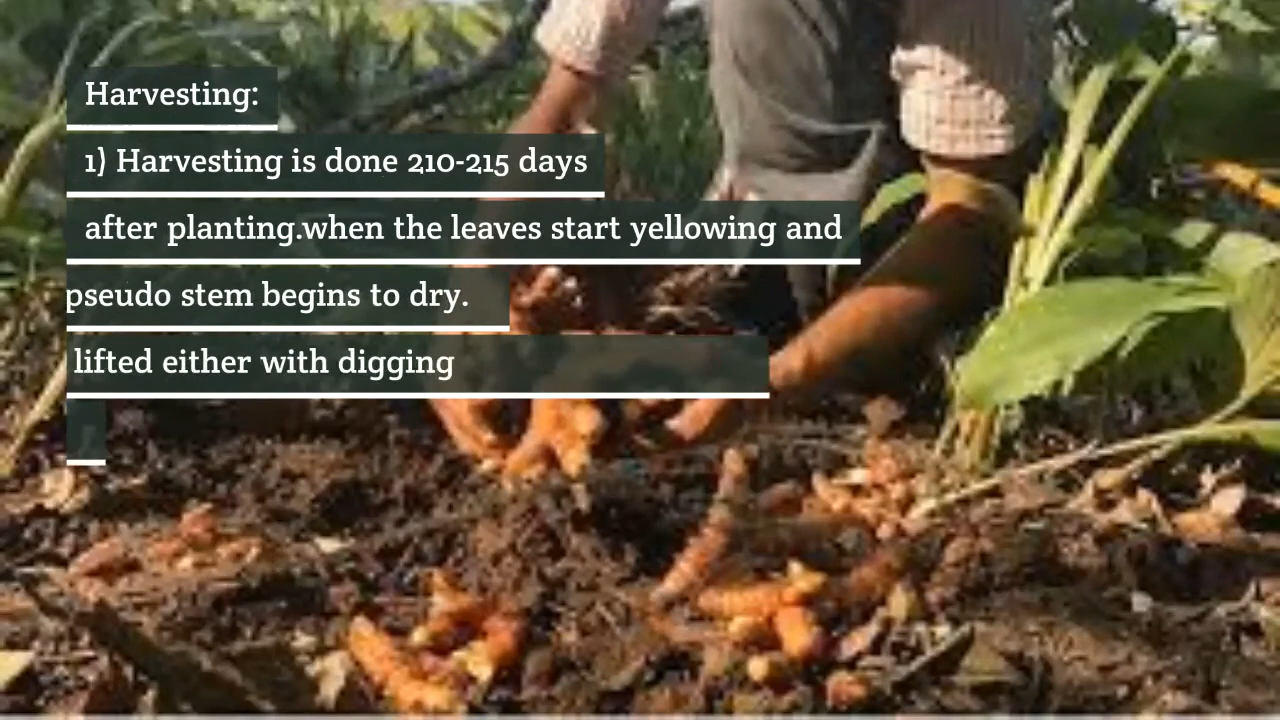 Harvesting:
1) Harvesting is done 210-215 days
after planting.when the leaves start yellowing and
pseudo stem begins to dry.
lifted either with digging